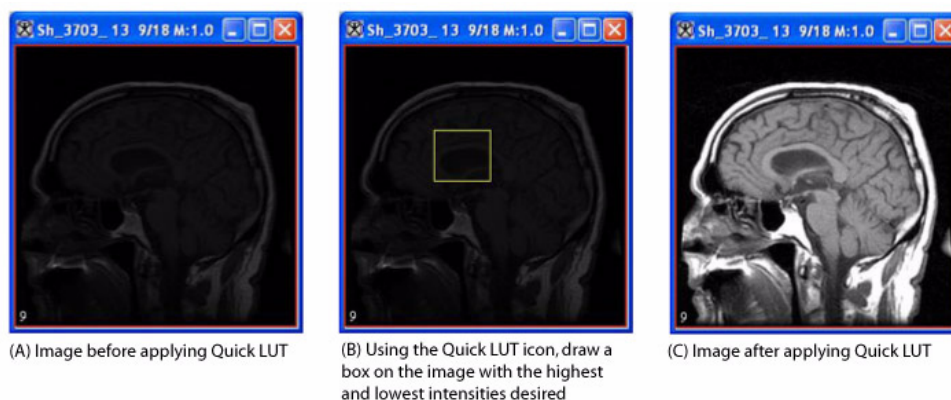 Sh_3703_ 13 9/18 M:1.0
Sh_3703_ 13 9/18 M:1.0
Sh_3703_ 13 9/18 M:1.0
9
9
9
(A) Image before applying Quick LUT
(B) Using the Quick LUT icon, draw a
box on the image with the highest
and lowest intensities desired
(C) Image after applying Quick LUT